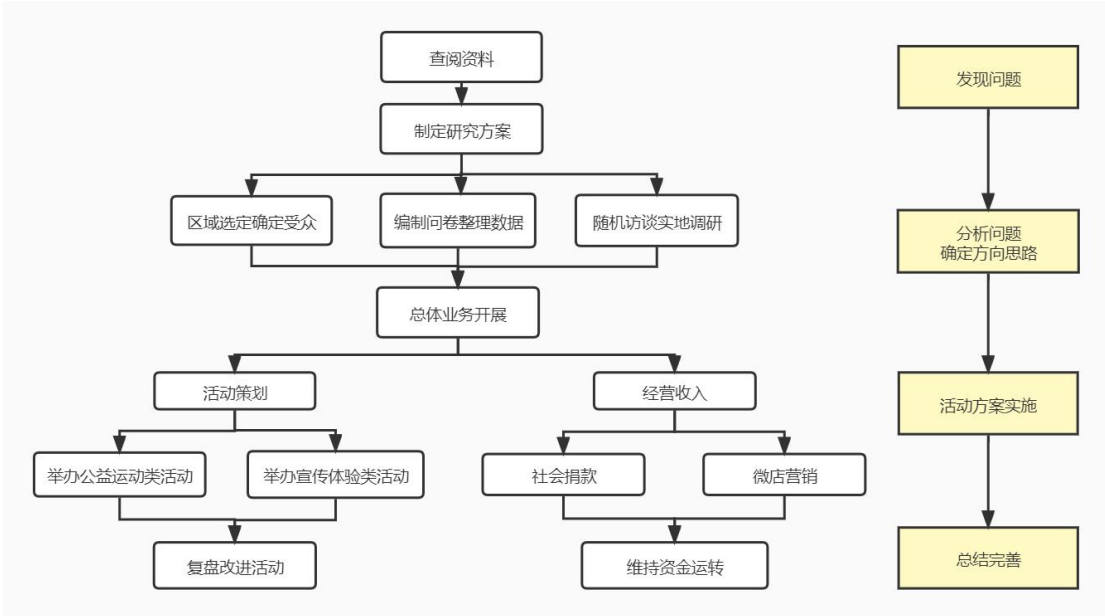 查阅资料
制定研究方案
区域选定确定受众
编制问卷整理数据
随机访谈实地调研
总体业务开展
活动策划
经营收入
举办公益运动类活动
举办宣传体验类活动
社会捐款
微店营销
复盘改进活动
维持资金运转
发现问题
分析问题
确定方向思路
活动方案实施
总结完善